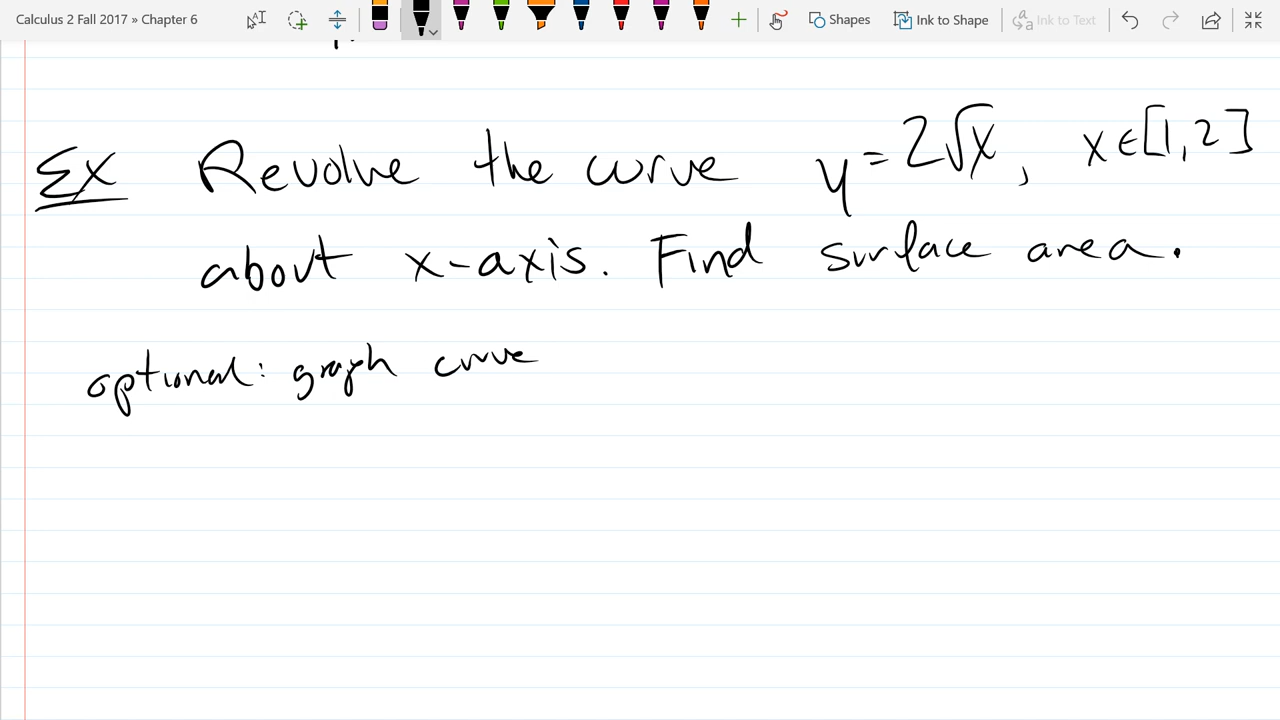 Calculus 2 Fall 2017 » Chapter 6 Shapes Ink to Shape Ink to Text
Ex Revolve the curve y = 2√x, x ∈ [1, 2]
about x-axis. Find surface area.
optional: graph curve